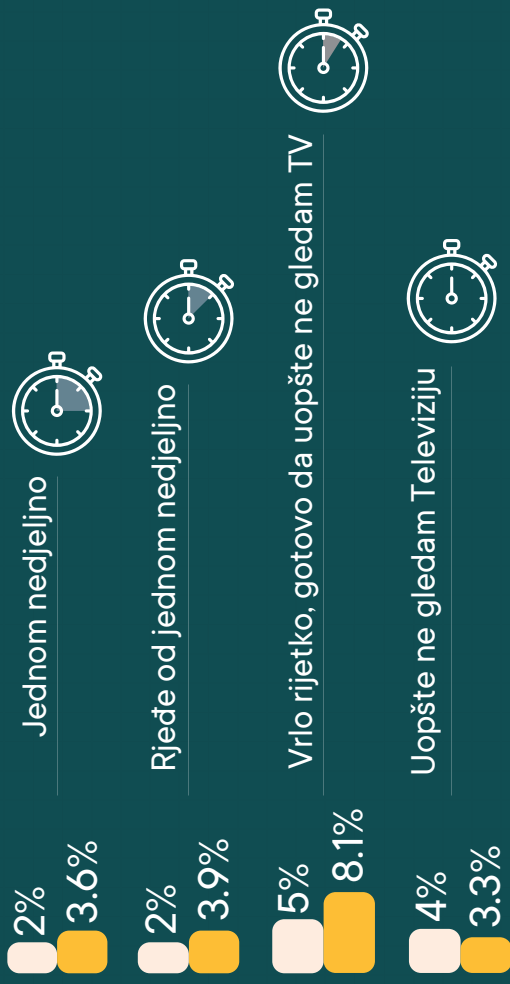 Jednom nedjeljno
2%
3.6%
Rjeđe od jednom nedjeljno
2%
3.9%
Vrlo rijetko, gotovo da uopšte ne gledam TV
5%
8.1%
Uopšte ne gledam Televiziju
4%
3.3%